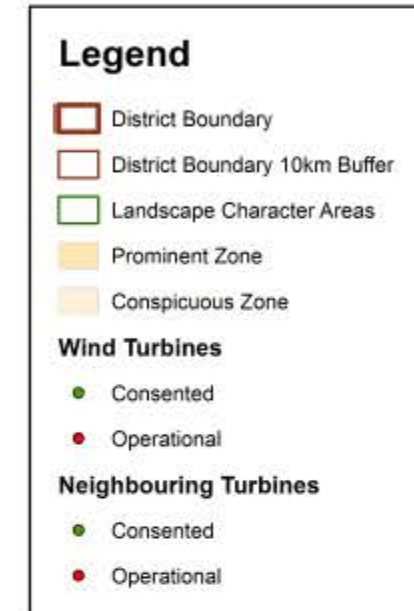 Legend
District Boundary
District Boundary 10km Buffer
Landscape Character Areas
Prominent Zone
Conspicuous Zone
Wind Turbines
Consented
Operational
Neighbouring Turbines
Consented
Operational